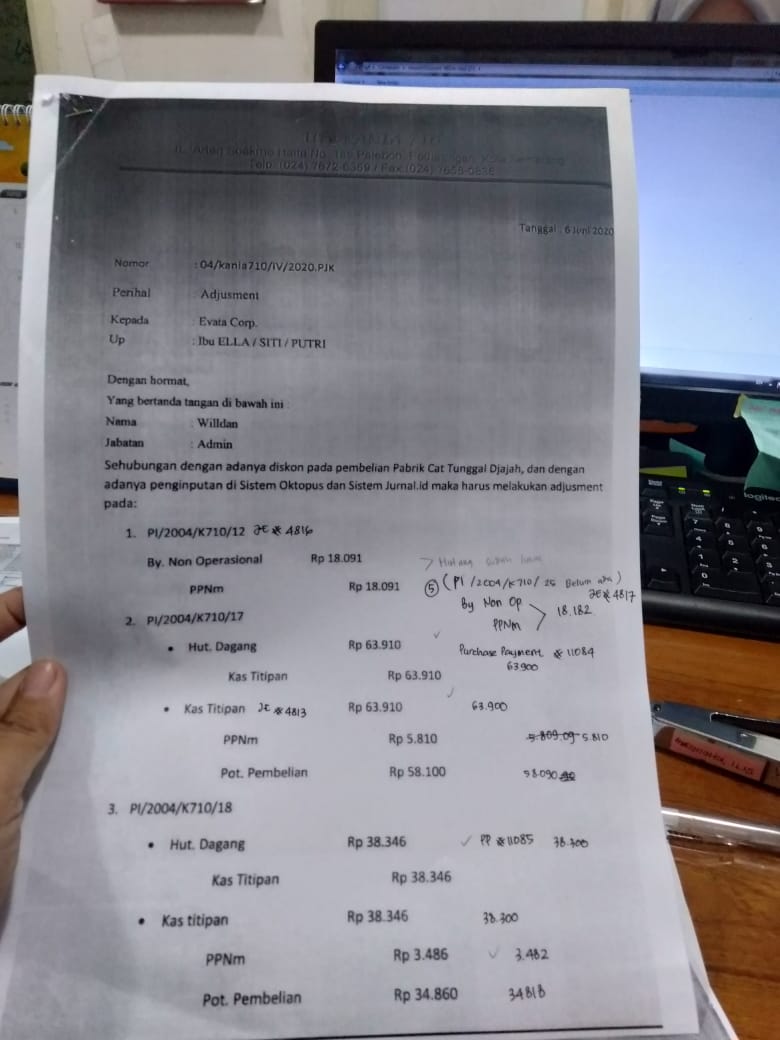 Jl. Arteri Soekarno Hatta No. 186 Palebon, Pedurungan, Kota Semarang
Telp. (024) 7672-6369 / Fax (024) 7658-0838
Tanggal : 6 Juni 2020
Nomor : 04/kania710/IV/2020.PJK
Perihal : Adjusment
Kepada : Evata Corp.
Up : Ibu ELLA / SITI / PUTRI
Dengan hormat,
Yang bertanda tangan di bawah ini :
Nama : Willdan
Jabatan : Admin
Sehubungan dengan adanya diskon pada pembelian Pabrik Cat Tunggal Djajah, dan dengan
adanya penginputan di Sistem Oktopus dan Sistem Jurnal.id maka harus melakukan adjusment
pada:
1. PI/2004/K710/12 JE # 4816
By. Non Operasional Rp 18.091 > Hutang
PPNm Rp 18.091 ⑤ (PI /2004/K710/ 25 Belum ada)
JE # 4817
By Non Op
PPNm > 18.182
2. PI/2004/K710/17
• Hut. Dagang Rp 63.910 ✓ Purchase Payment # 11084
63.900
Kas Titipan Rp 63.910
• Kas Titipan JE # 4813 Rp 63.910 ✓ 63.900
PPNm Rp 5.810 5.809.09 5.810
Pot. Pembelian Rp 58.100 58.090
3. PI/2004/K710/18
• Hut. Dagang Rp 38.346 ✓ PP # 11085 38.300
Kas Titipan Rp 38.346
• Kas titipan Rp 38.346 38.300
PPNm Rp 3.486 ✓ 3.482
Pot. Pembelian Rp 34.860 34818
logitech